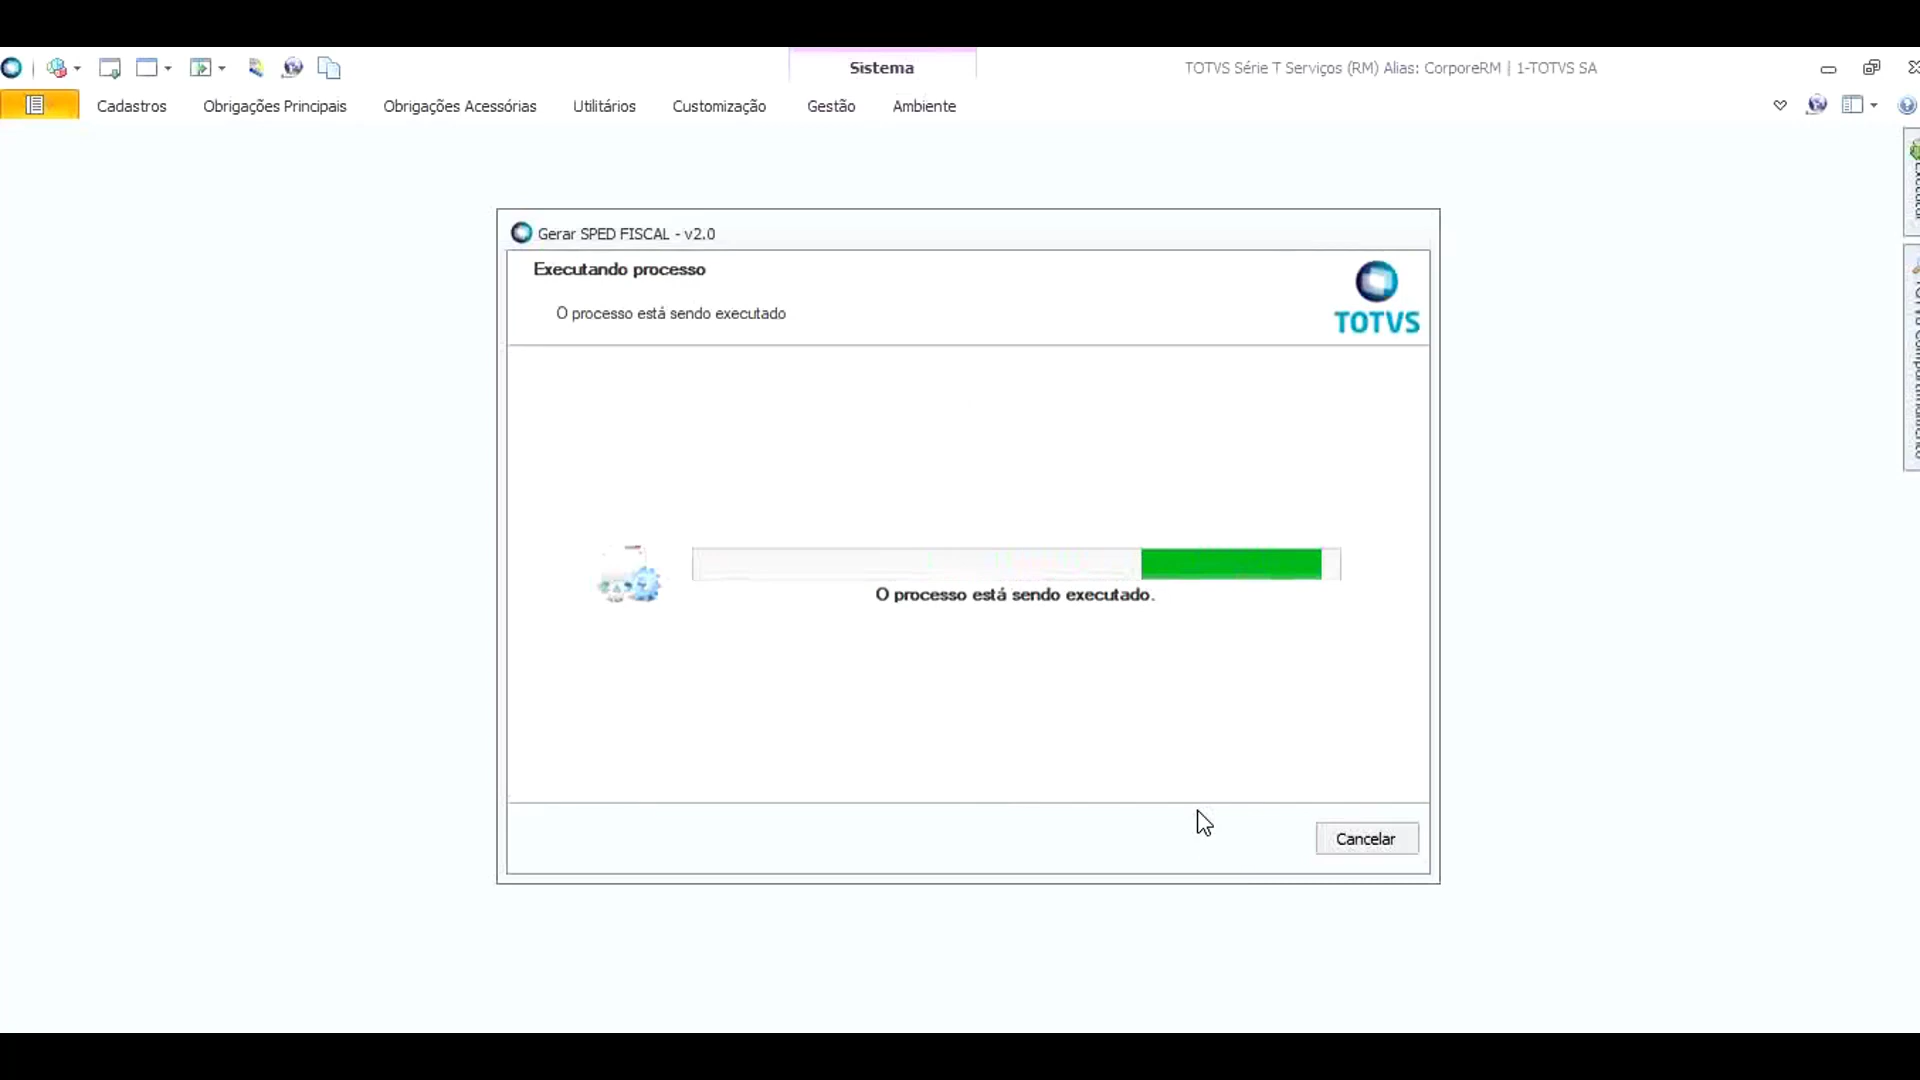 Sistema
TOTVS Série T Serviços (RM) Alias: CorporeRM | 1-TOTVS SA
Cadastros
Obrigações Principais
Obrigações Acessórias
Utilitários
Customização
Gestão
Ambiente
Gerar SPED FISCAL - v2.0
Executando processo
O processo está sendo executado
TOTVS
O processo está sendo executado.
Cancelar